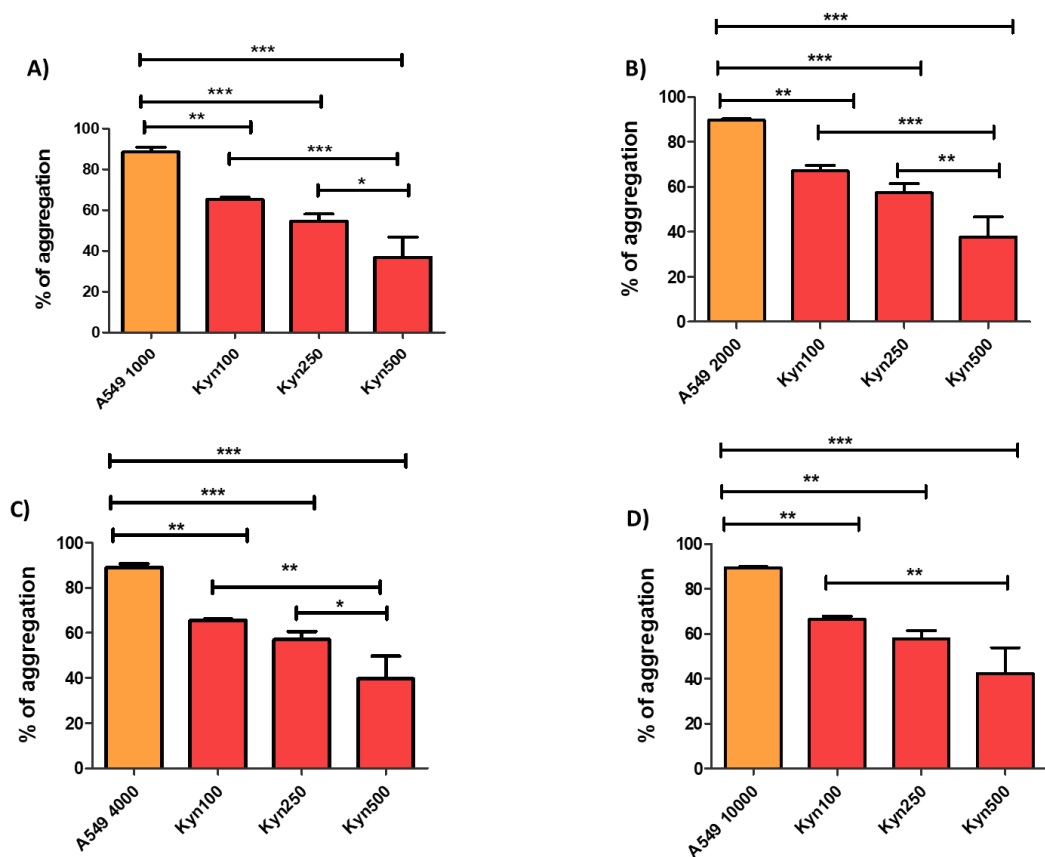 A)
***
***
**
***
*
% of aggregation
100
80
60
40
20
0
A549 1000
Kyn100
Kyn250
Kyn500
B)
***
***
**
***
**
% of aggregation
100
80
60
40
20
0
A549 2000
Kyn100
Kyn250
Kyn500
C)
***
***
**
**
*
% of aggregation
100
80
60
40
20
0
A549 4000
Kyn100
Kyn250
Kyn500
D)
***
**
**
**
% of aggregation
100
80
60
40
20
0
A549 10000
Kyn100
Kyn250
Kyn500